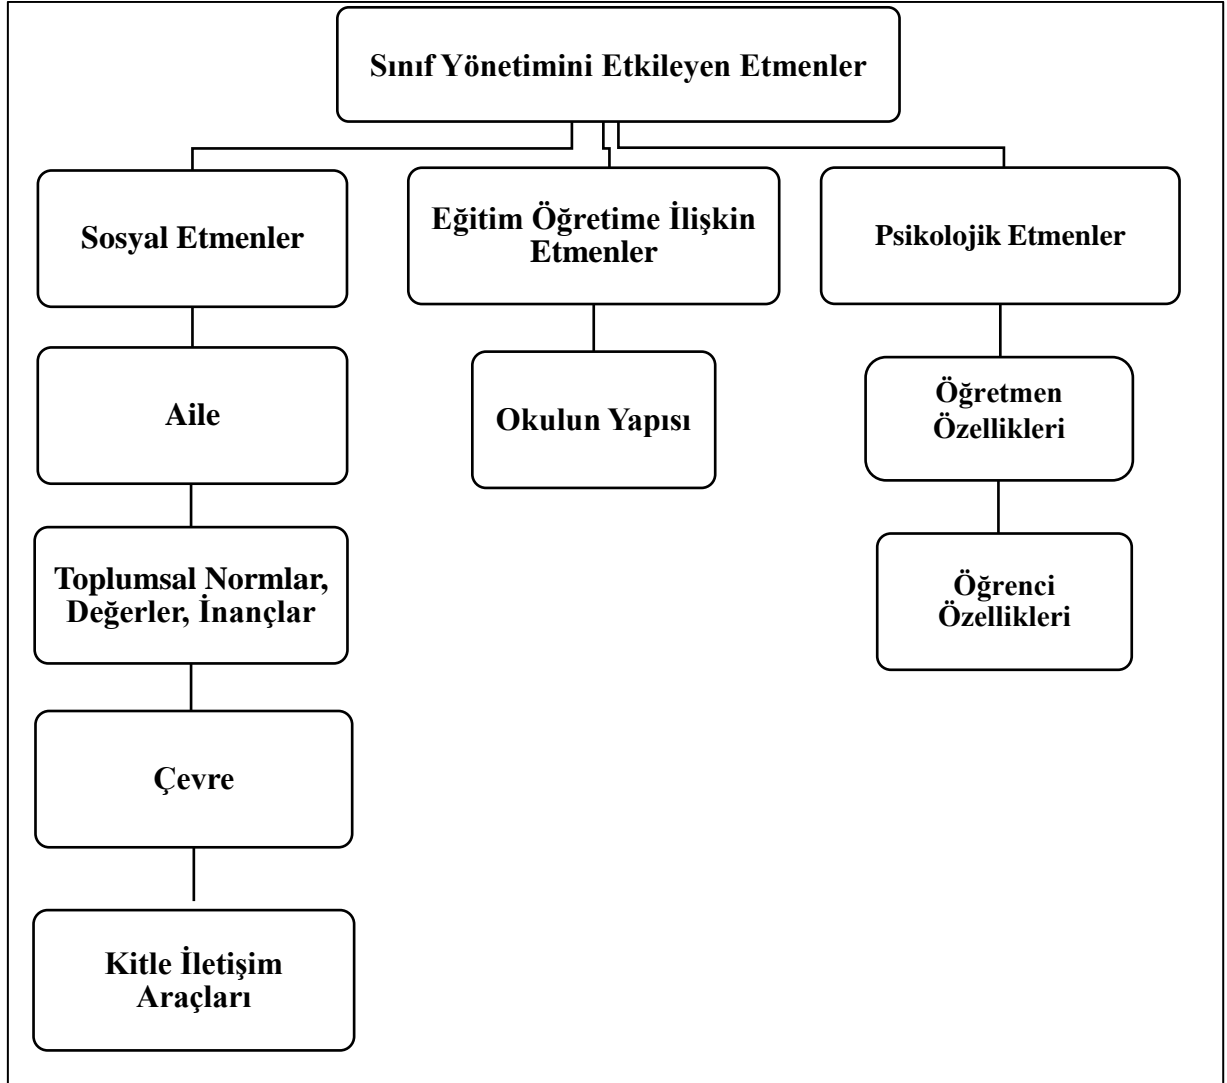 Sınıf Yönetimini Etkileyen Etmenler
Sosyal Etmenler
Eğitim Öğretime İlişkin
Etmenler
Psikolojik Etmenler
Aile
Okulun Yapısı
Öğretmen
Özellikleri
Toplumsal Normlar,
Değerler, İnançlar
Öğrenci
Özellikleri
Çevre
Kitle İletişim
Araçları